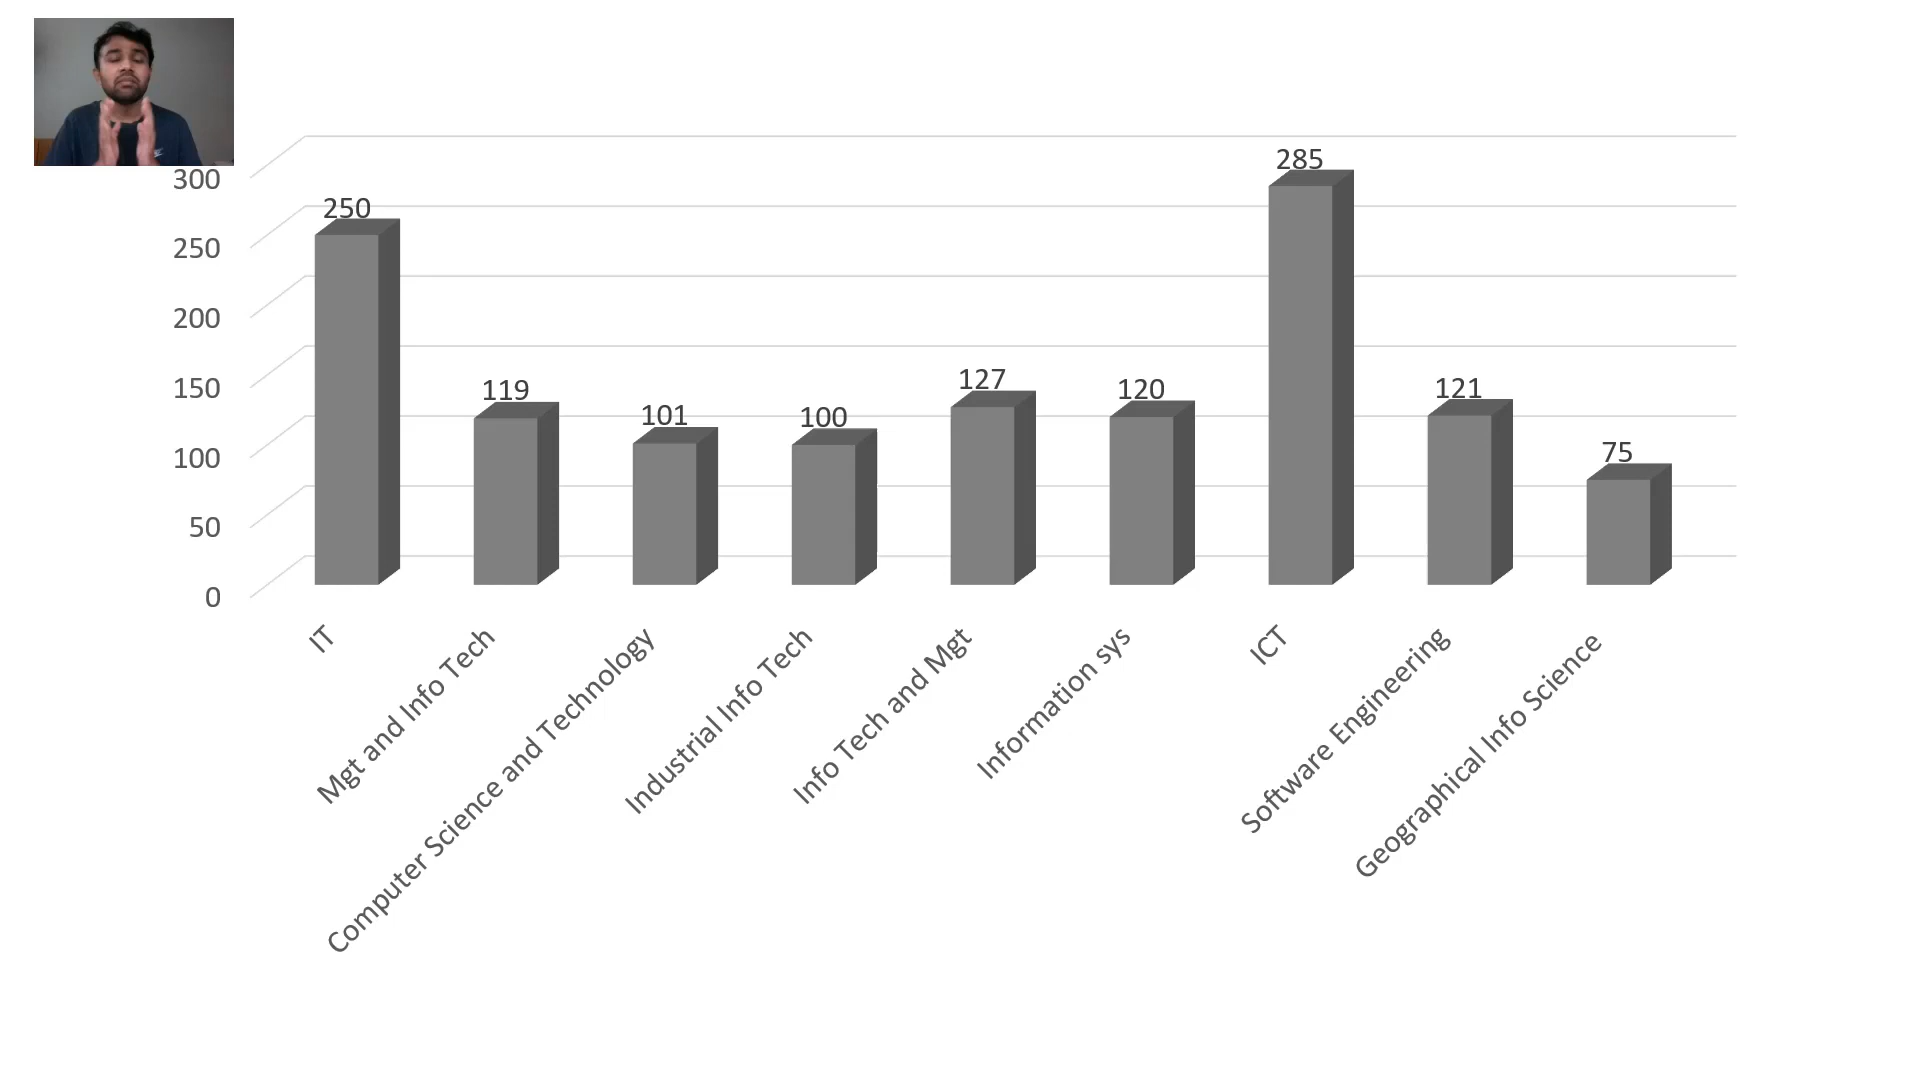 300
250
200
150
100
50
0
250
119
101
100
127
120
285
121
75
IT
Mgt and Info Tech
Computer Science and Technology
Industrial Info Tech
Info Tech and Mgt
Information sys
ICT
Software Engineering
Geographical Info Science